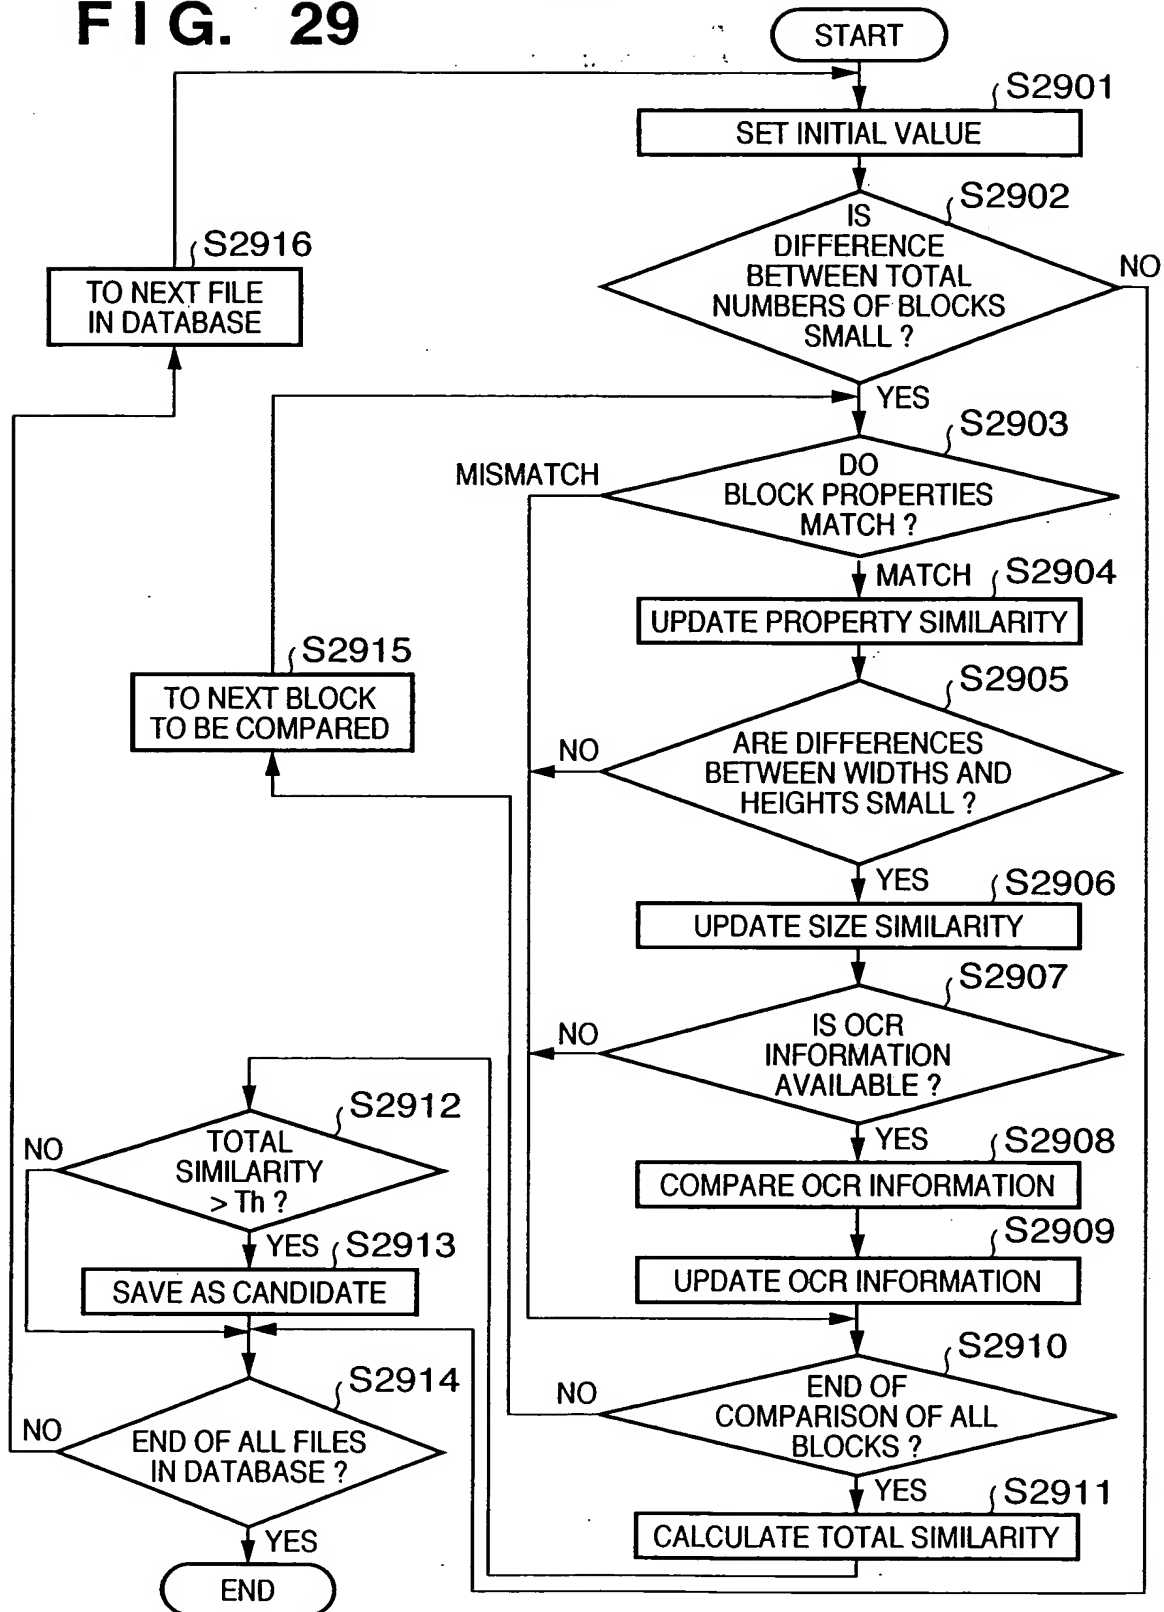 FIG. 29
START
S2901
SET INITIAL VALUE
S2902
IS
DIFFERENCE
BETWEEN TOTAL
NUMBERS OF BLOCKS
SMALL ?
NO
YES
S2916
TO NEXT FILE
IN DATABASE
S2903
DO
BLOCK PROPERTIES
MATCH ?
MISMATCH
MATCH
S2904
UPDATE PROPERTY SIMILARITY
S2915
TO NEXT BLOCK
TO BE COMPARED
S2905
ARE DIFFERENCES
BETWEEN WIDTHS AND
HEIGHTS SMALL ?
NO
YES
S2906
UPDATE SIZE SIMILARITY
S2907
IS OCR
INFORMATION
AVAILABLE ?
NO
YES
S2908
COMPARE OCR INFORMATION
S2909
UPDATE OCR INFORMATION
S2910
END OF
COMPARISON OF ALL
BLOCKS ?
NO
YES
S2911
CALCULATE TOTAL SIMILARITY
S2912
TOTAL
SIMILARITY
> Th ?
NO
YES
S2913
SAVE AS CANDIDATE
S2914
END OF ALL FILES
IN DATABASE ?
NO
YES
END